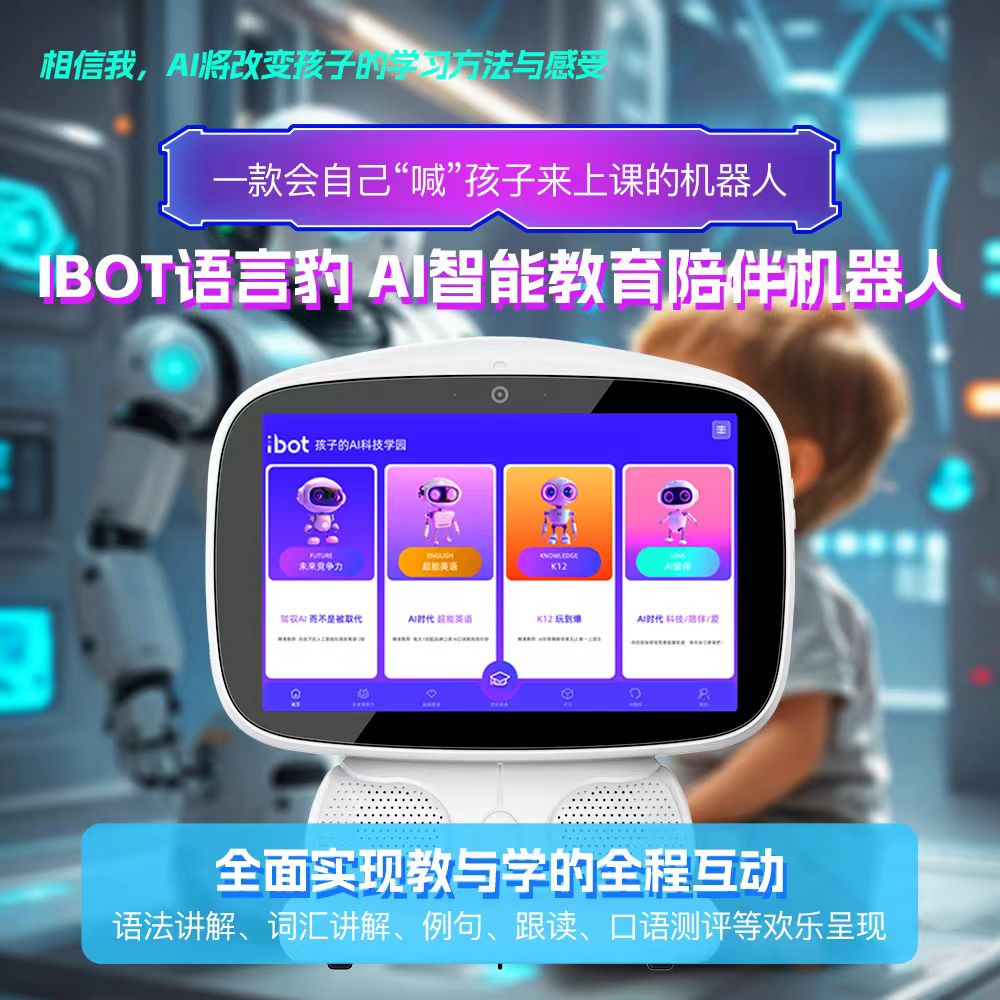 相信我，AI将改变孩子的学习方法与感受
一款会自己“喊”孩子来上课的机器人
IBOT语言豹 AI智能教育陪伴机器人
ibot 孩子的AI科技学园
FUTURE
未来竞争力
ENGLISH
超能英语
KNOWLEDGE
K12
LOVE
AI陪伴
驾驭AI 而不是被取代
AI时代 超能英语
K12 玩到爆
AI时代 科技/陪伴/爱
首页
全面实现教与学的全程互动
语法讲解、词汇讲解、例句、跟读、口语测评等欢乐呈现